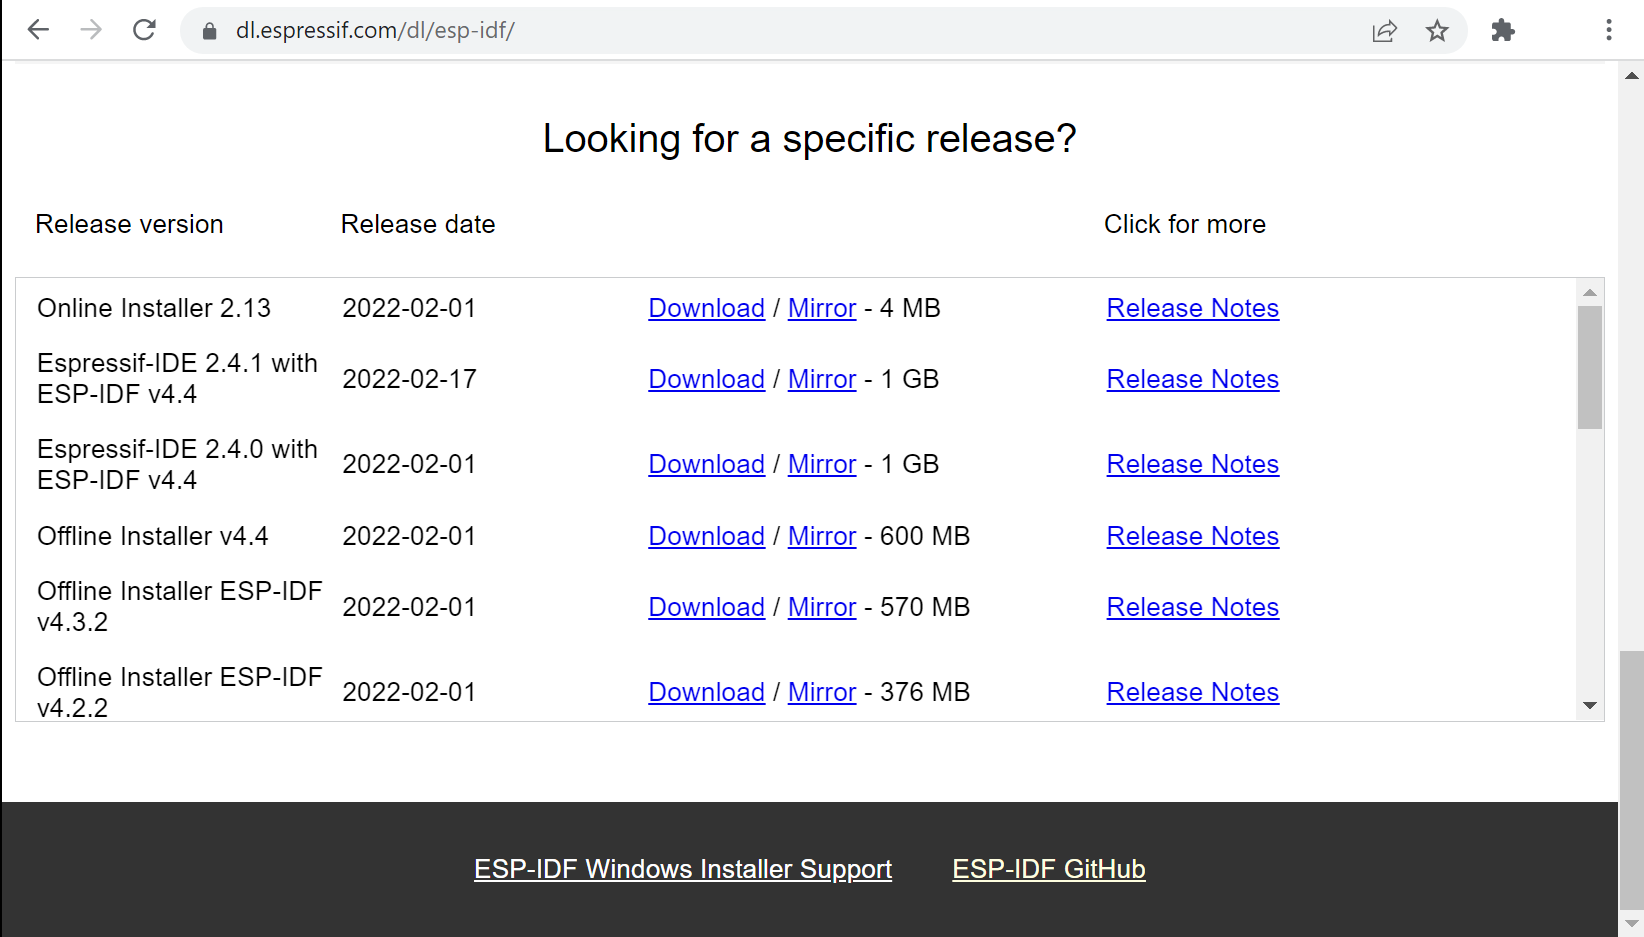 dl.espressif.com/dl/esp-idf/
Looking for a specific release?
Release version Release date Click for more
Online Installer 2.13 2022-02-01 Download / Mirror - 4 MB Release Notes
Espressif-IDE 2.4.1 with
ESP-IDF v4.4 2022-02-17 Download / Mirror - 1 GB Release Notes
Espressif-IDE 2.4.0 with
ESP-IDF v4.4 2022-02-01 Download / Mirror - 1 GB Release Notes
Offline Installer v4.4 2022-02-01 Download / Mirror - 600 MB Release Notes
Offline Installer ESP-IDF
v4.3.2 2022-02-01 Download / Mirror - 570 MB Release Notes
Offline Installer ESP-IDF
v4.2.2 2022-02-01 Download / Mirror - 376 MB Release Notes
ESP-IDF Windows Installer Support ESP-IDF GitHub